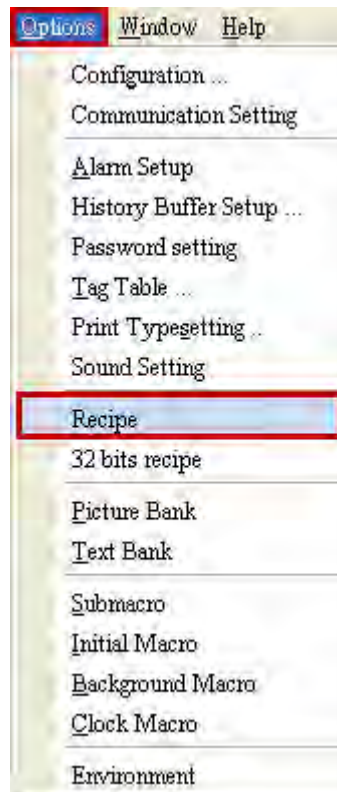 Options Window Help
Configuration ...
Communication Setting
Alarm Setup
History Buffer Setup ...
Password setting
Tag Table ...
Print Typesetting ..
Sound Setting
Recipe
32 bits recipe
Picture Bank
Text Bank
Submacro
Initial Macro
Background Macro
Clock Macro
Environment